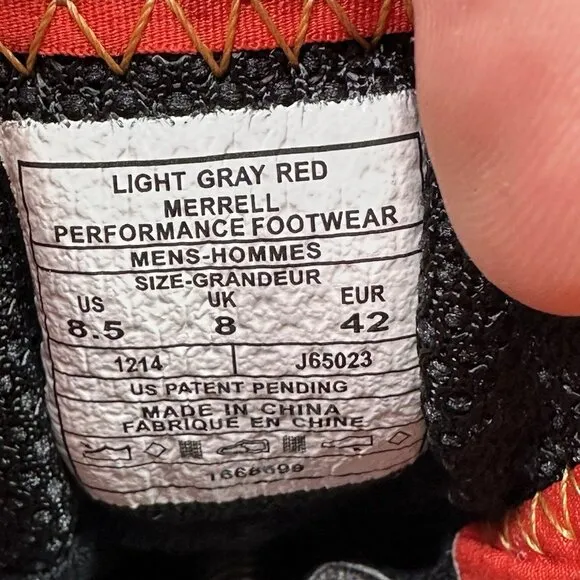 LIGHT GRAY RED
MERRELL
PERFORMANCE FOOTWEAR
MENS-HOMMES
SIZE-GRANDEUR
US UK EUR
8.5 8 42
1214 J65023
US PATENT PENDING
MADE IN CHINA
FABRIQUE EN CHINE